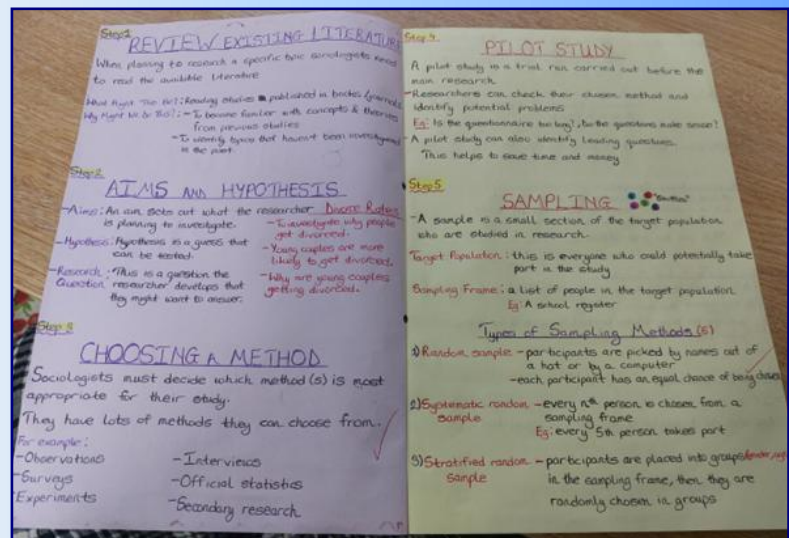 Step 1
REVIEW EXISTING LITERATURE
When planning to research a specific topic sociologists need
to read the available literature
What Might This Be?: Reading studies published in books/journals
Why Might We Do This?: - To become familiar with concepts & theories
from previous studies
- To identify topics that haven't been investigated
in the past.
Step 2
AIMS AND HYPOTHESIS
- Aims: An aim sets out what the researcher
is planning to investigate.
- Hypothesis: Hypothesis is a guess that
can be tested.
- Research Question: This is a question the
researcher develops that
they might want to answer.
Divorce Rates
- To investigate why people
get divorced.
- Young couples are more
likely to get divorced.
- Why are young couples
getting divorced.
Step 3
CHOOSING A METHOD
Sociologists must decide which method(s) is most
appropriate for their study.
They have lots of methods they can choose from.
For example:
- Observations
- Surveys
- Experiments
- Interviews
- Official statistics
- Secondary research
Step 4
PILOT STUDY
A pilot study is a trial run carried out before the
main research
- Researchers can check their chosen method and
identify potential problems
Eg: Is the questionnaire too long?, Do the questions make sense?
- A pilot study can also identify leading questions.
This helps to save time and money
Step 5
SAMPLING
- A sample is a small section of the target population
who are studied in research.
Target Population: this is everyone who could potentially take
part in the study
Sampling Frame: a list of people in the target population
Eg: A school register
Types of Sampling Methods (6)
1) Random sample - participants are picked by names out of
a hat or by a computer
- each participant has an equal chance of being chosen
2) Systematic random sample - every nth person is chosen from a
sampling frame
Eg: every 5th person takes part
3) Stratified random sample - participants are placed into groups
in the sampling frame, then they are
randomly chosen in groups